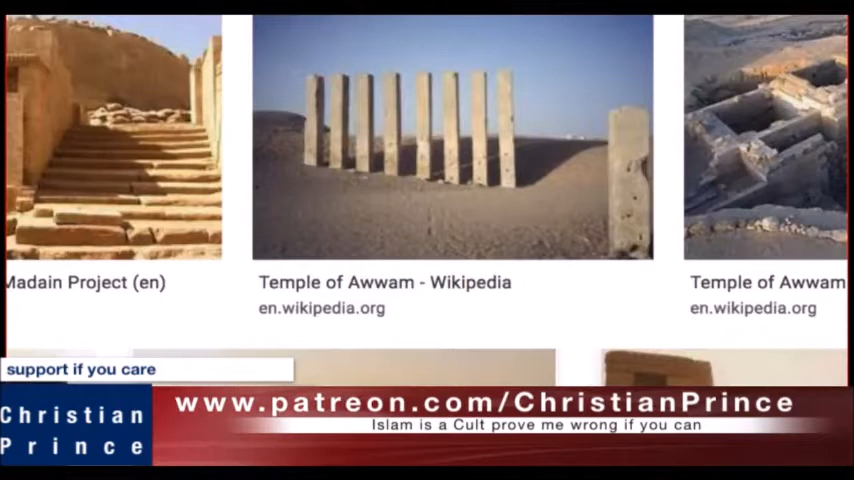 Madain Project (en)
Temple of Awwam - Wikipedia
en.wikipedia.org
Temple of Awwam
en.wikipedia.org
support if you care
Christian
Prince
www.patreon.com/ChristianPrince
Islam is a Cult prove me wrong if you can